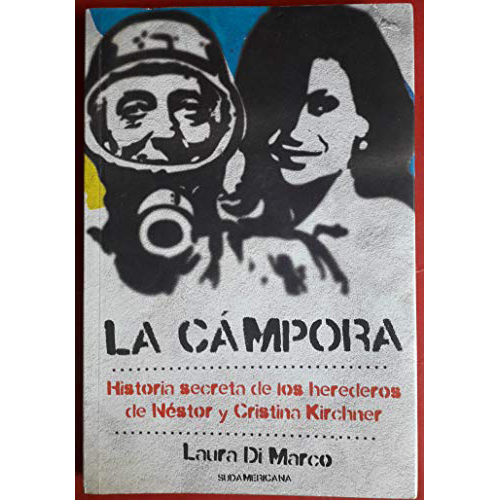 LA CÁMPORA
Historia secreta de los herederos
de Néstor y Cristina Kirchner
Laura Di Marco
SUDAMERICANA